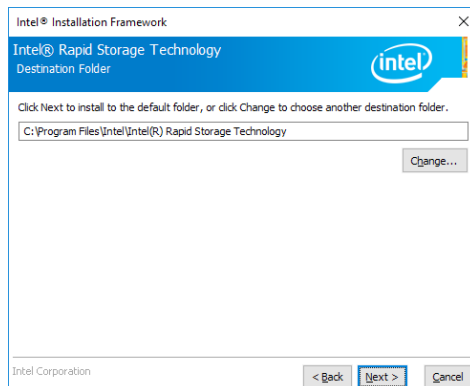 Intel® Installation Framework
Intel® Rapid Storage Technology
Destination Folder
intel
Click Next to install to the default folder, or click Change to choose another destination folder.
C:\Program Files\Intel\Intel(R) Rapid Storage Technology
Change...
Intel Corporation
< Back Next > Cancel